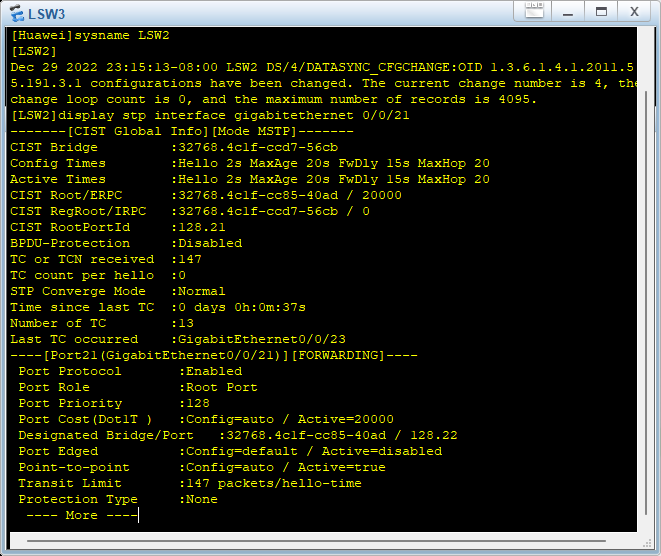 LSW3
[Huawei]sysname LSW2
[LSW2]
Dec 29 2022 23:15:13-08:00 LSW2 DS/4/DATASYNC_CFGCHANGE:OID 1.3.6.1.4.1.2011.5
5.191.3.1 configurations have been changed. The current change number is 4, the
change loop count is 0, and the maximum number of records is 4095.
[LSW2]display stp interface gigabitethernet 0/0/21
-------[CIST Global Info][Mode MSTP]-------
CIST Bridge         :32768.4c1f-ccd7-56cb
Config Times        :Hello 2s MaxAge 20s FwDly 15s MaxHop 20
Active Times        :Hello 2s MaxAge 20s FwDly 15s MaxHop 20
CIST Root/ERPC      :32768.4c1f-cc85-40ad / 20000
CIST RegRoot/IRPC   :32768.4c1f-ccd7-56cb / 0
CIST RootPortId     :128.21
BPDU-Protection     :Disabled
TC or TCN received  :147
TC count per hello  :0
STP Converge Mode   :Normal
Time since last TC  :0 days 0h:0m:37s
Number of TC        :13
Last TC occurred    :GigabitEthernet0/0/23
----[Port21(GigabitEthernet0/0/21)][FORWARDING]----
 Port Protocol       :Enabled
 Port Role           :Root Port
 Port Priority       :128
 Port Cost(Dot1T )   :Config=auto / Active=20000
 Designated Bridge/Port   :32768.4c1f-cc85-40ad / 128.22
 Port Edged          :Config=default / Active=disabled
 Point-to-point      :Config=auto / Active=true
 Transit Limit       :147 packets/hello-time
 Protection Type     :None
  ---- More ----